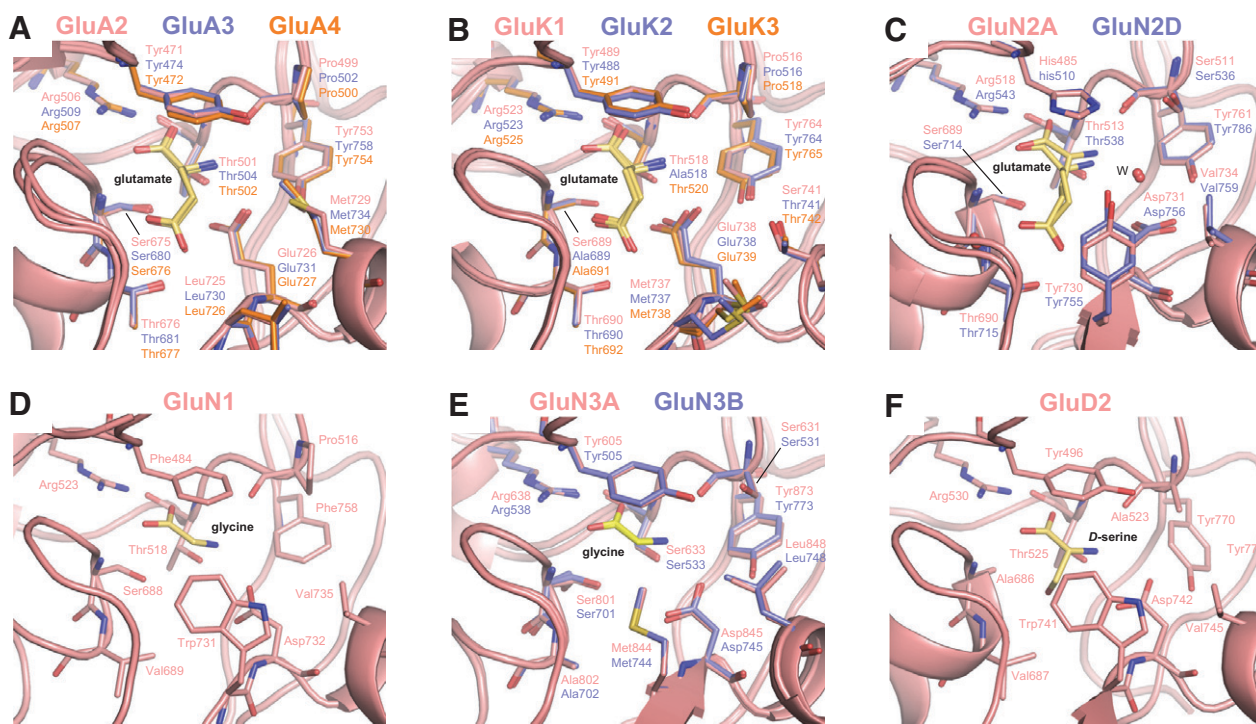 A GluA2 GluA3 GluA4
Tyr471
Tyr474
Tyr472
Pro499
Pro502
Pro500
Arg506
Arg509
Arg507
Tyr753
Tyr758
Tyr754
Thr501
Thr504
Thr502
glutamate
Met729
Met734
Met730
Ser675
Ser680
Ser676
Glu726
Glu731
Glu727
Leu725
Leu730
Leu726
Thr676
Thr681
Thr677
B GluK1 GluK2 GluK3
Tyr489
Tyr488
Tyr491
Pro516
Pro516
Pro518
Arg523
Arg523
Arg525
Tyr764
Tyr764
Tyr765
Thr518
Ala518
Thr520
glutamate
Ser741
Thr741
Thr742
Ser689
Ala689
Ala691
Glu738
Glu738
Glu739
Met737
Met737
Met738
Thr690
Thr690
Thr692
C GluN2A GluN2D
His485
his510
Ser511
Ser536
Arg518
Arg543
Tyr761
Tyr786
Thr513
Thr538
Ser689
Ser714
glutamate
W
Val734
Val759
Asp731
Asp756
Tyr730
Tyr755
Thr690
Thr715
D GluN1
Pro516
Phe484
Arg523
Phe758
glycine
Thr518
Ser688
Val735
Trp731
Asp732
Val689
E GluN3A GluN3B
Ser631
Ser531
Tyr605
Tyr505
Arg638
Arg538
Tyr873
Tyr773
glycine
Ser633
Ser533
Leu848
Leu748
Ser801
Ser701
Met844
Met744
Asp845
Asp745
Ala802
Ala702
F GluD2
Tyr496
Arg530
Ala523
Tyr770
D-serine
Thr525
Ala686
Asp742
Trp741
Val745
Val687